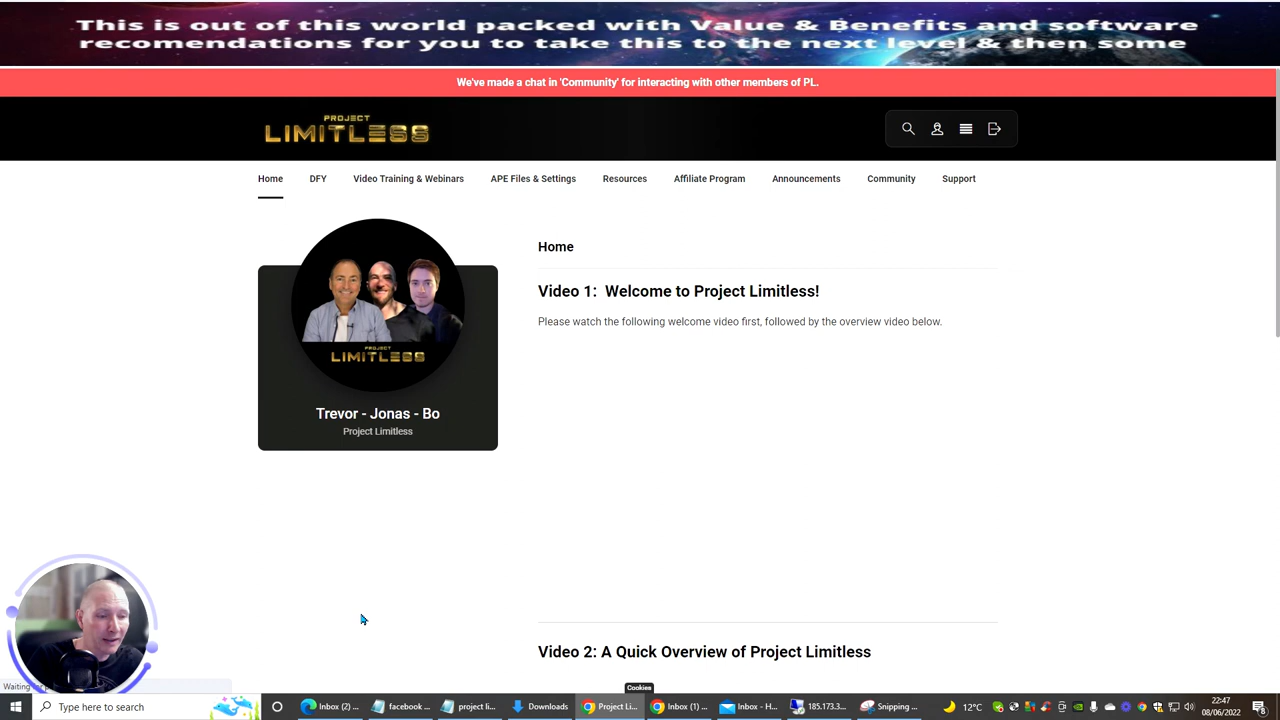 This is out of this world packed with Value & Benefits and software
recomendations for you to take this to the next level & then some
We've made a chat in 'Community' for interacting with other members of PL.
PROJECT
LIMITLESS
Home DFY Video Training & Webinars APE Files & Settings Resources Affiliate Program Announcements Community Support
PROJECT
LIMITLESS
Trevor - Jonas - Bo
Project Limitless
Home
Video 1: Welcome to Project Limitless!
Please watch the following welcome video first, followed by the overview video below.
Video 2: A Quick Overview of Project Limitless
Cookies
Type here to search
Inbox (2) ...
facebook ...
project li...
Downloads
Project Li...
Inbox (1) ...
Inbox - H...
185.173.3...
Snipping ...
12°C
22:47
08/06/2022